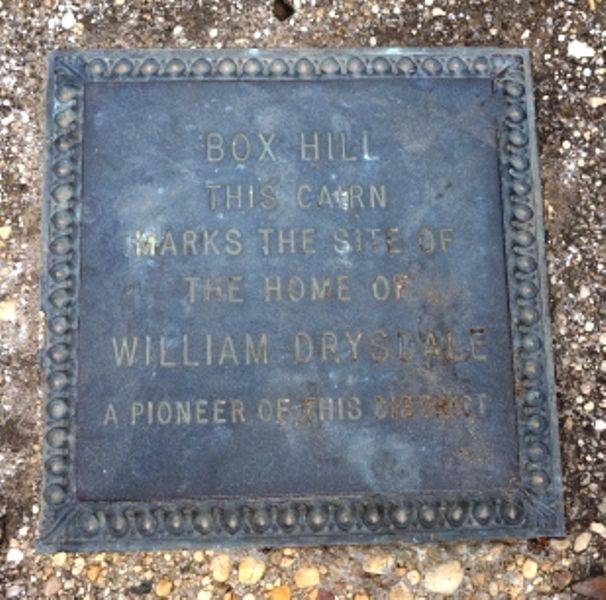 BOX HILL
THIS CAIRN
MARKS THE SITE OF
THE HOME OF
WILLIAM DRYSDALE
A PIONEER OF THIS DISTRICT